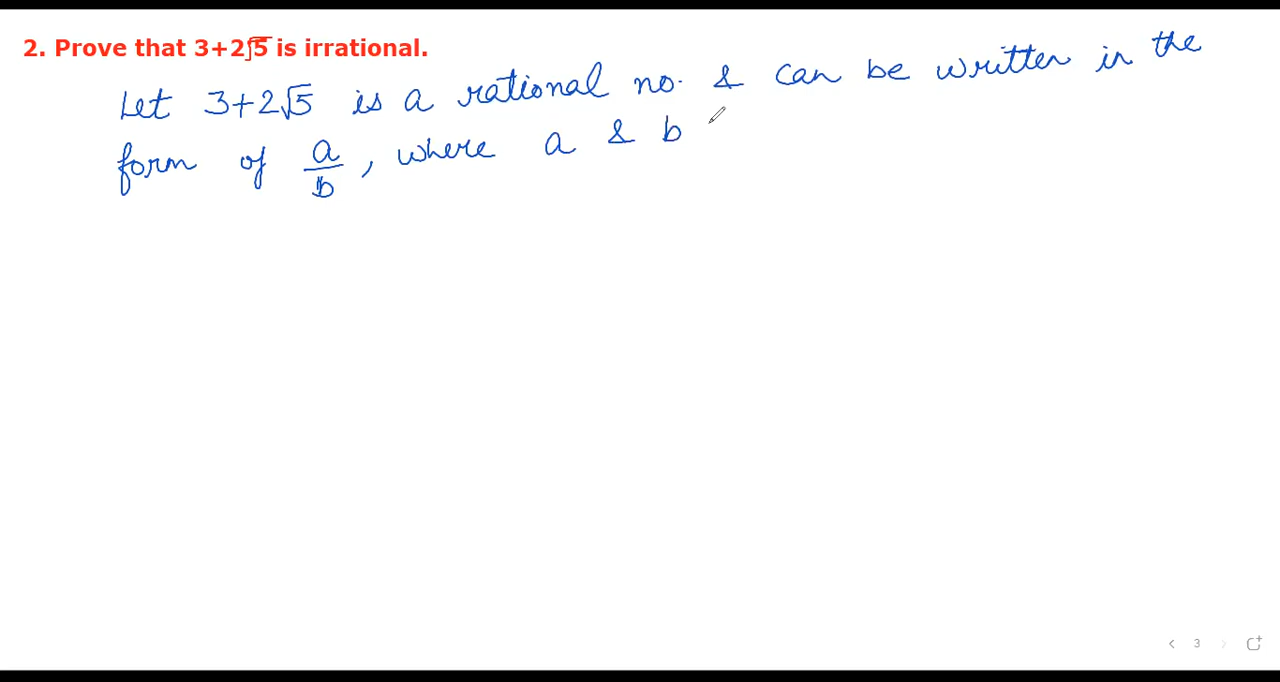 2. Prove that 3+2√5 is irrational.
Let 3+2√5 is a rational no. & can be written in the
form of a/b, where a & b
3